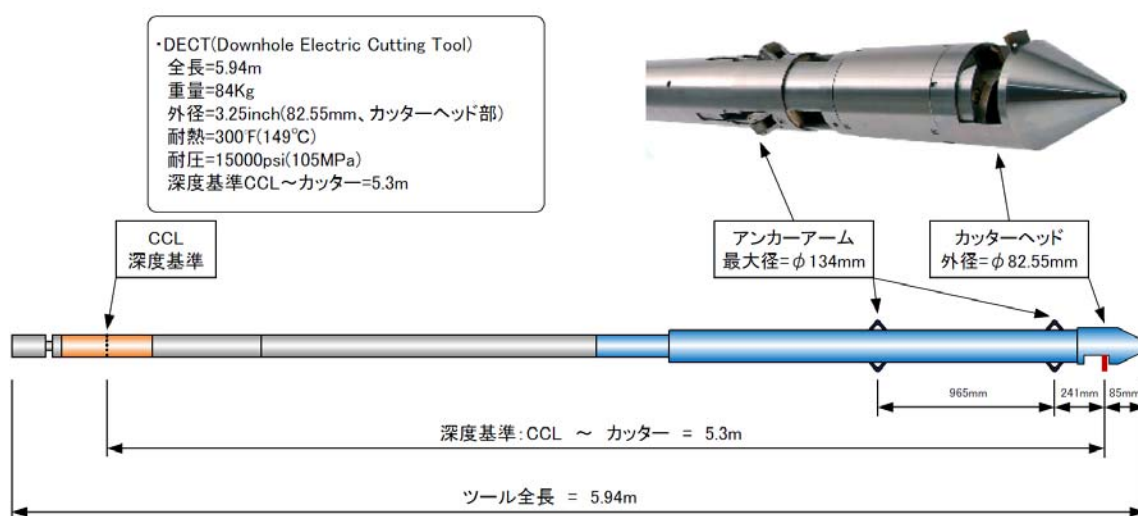 ・DECT(Downhole Electric Cutting Tool)
全長=5.94m
重量=84Kg
外径=3.25inch(82.55mm、カッターヘッド部)
耐熱=300°F(149℃)
耐圧=15000psi(105MPa)
深度基準CCL～カッター=5.3m
CCL
深度基準
アンカーアーム
最大径=φ134mm
カッターヘッド
外径=φ82.55mm
965mm
241mm
85mm
深度基準:CCL ～ カッター = 5.3m
ツール全長 = 5.94m